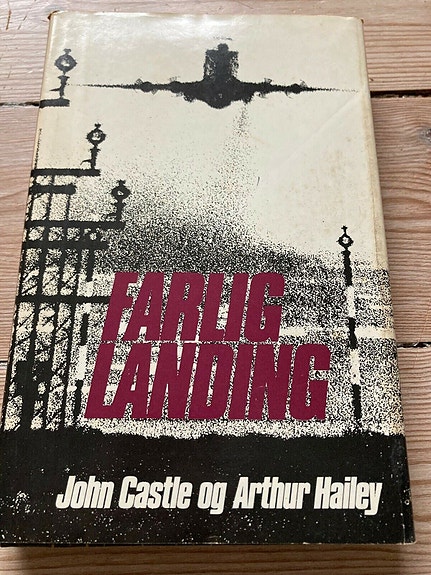 FARLIG
LANDING
John Castle og Arthur Hailey